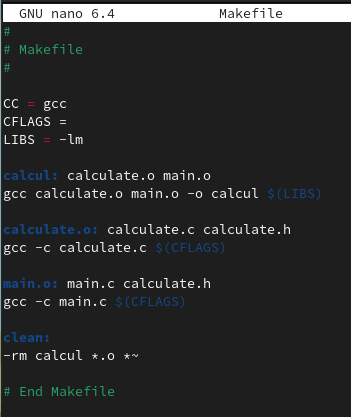 GNU nano 6.4 Makefile
#
# Makefile
#
CC = gcc
CFLAGS =
LIBS = -lm
calcul: calculate.o main.o
gcc calculate.o main.o -o calcul $(LIBS)
calculate.o: calculate.c calculate.h
gcc -c calculate.c $(CFLAGS)
main.o: main.c calculate.h
gcc -c main.c $(CFLAGS)
clean:
-rm calcul *.o *~
# End Makefile